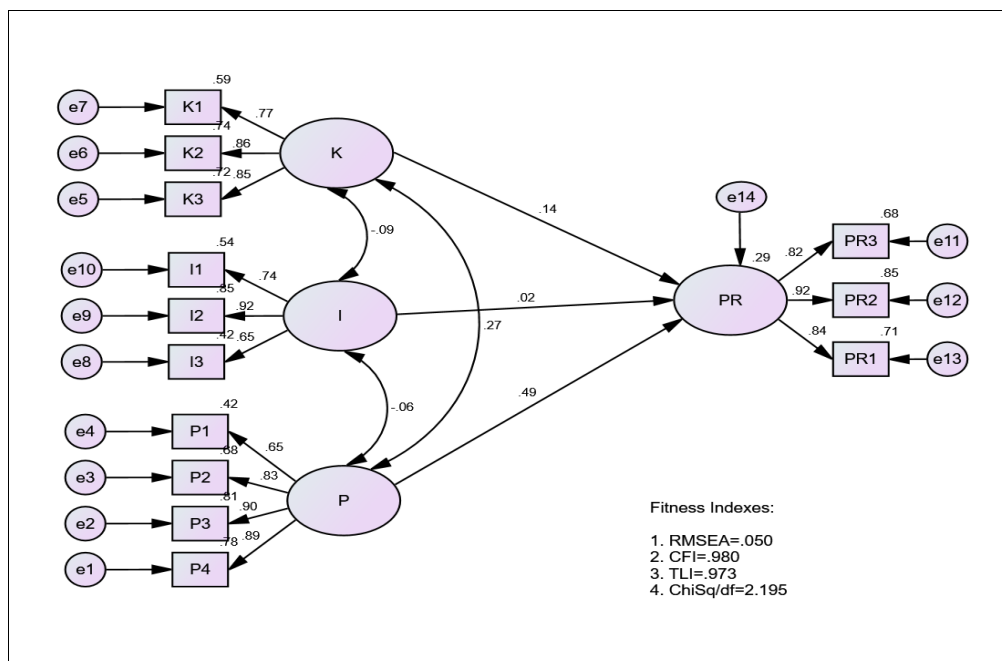 .59
e7
K1
.77
.74
e6
K2
.86
K
.72
.85
e5
K3
e14
.14
-.09
.68
PR3
e11
.82
.29
.54
e10
I1
.74
.85
e9
I2
.92
I
.02
PR
.92
.85
PR2
e12
.27
.42
.65
e8
I3
.84
.71
PR1
e13
-.06
.49
.42
e4
P1
.65
.68
e3
P2
.83
.81
P
.90
e2
P3
.78
.89
e1
P4
Fitness Indexes:
1. RMSEA=.050
2. CFI=.980
3. TLI=.973
4. ChiSq/df=2.195